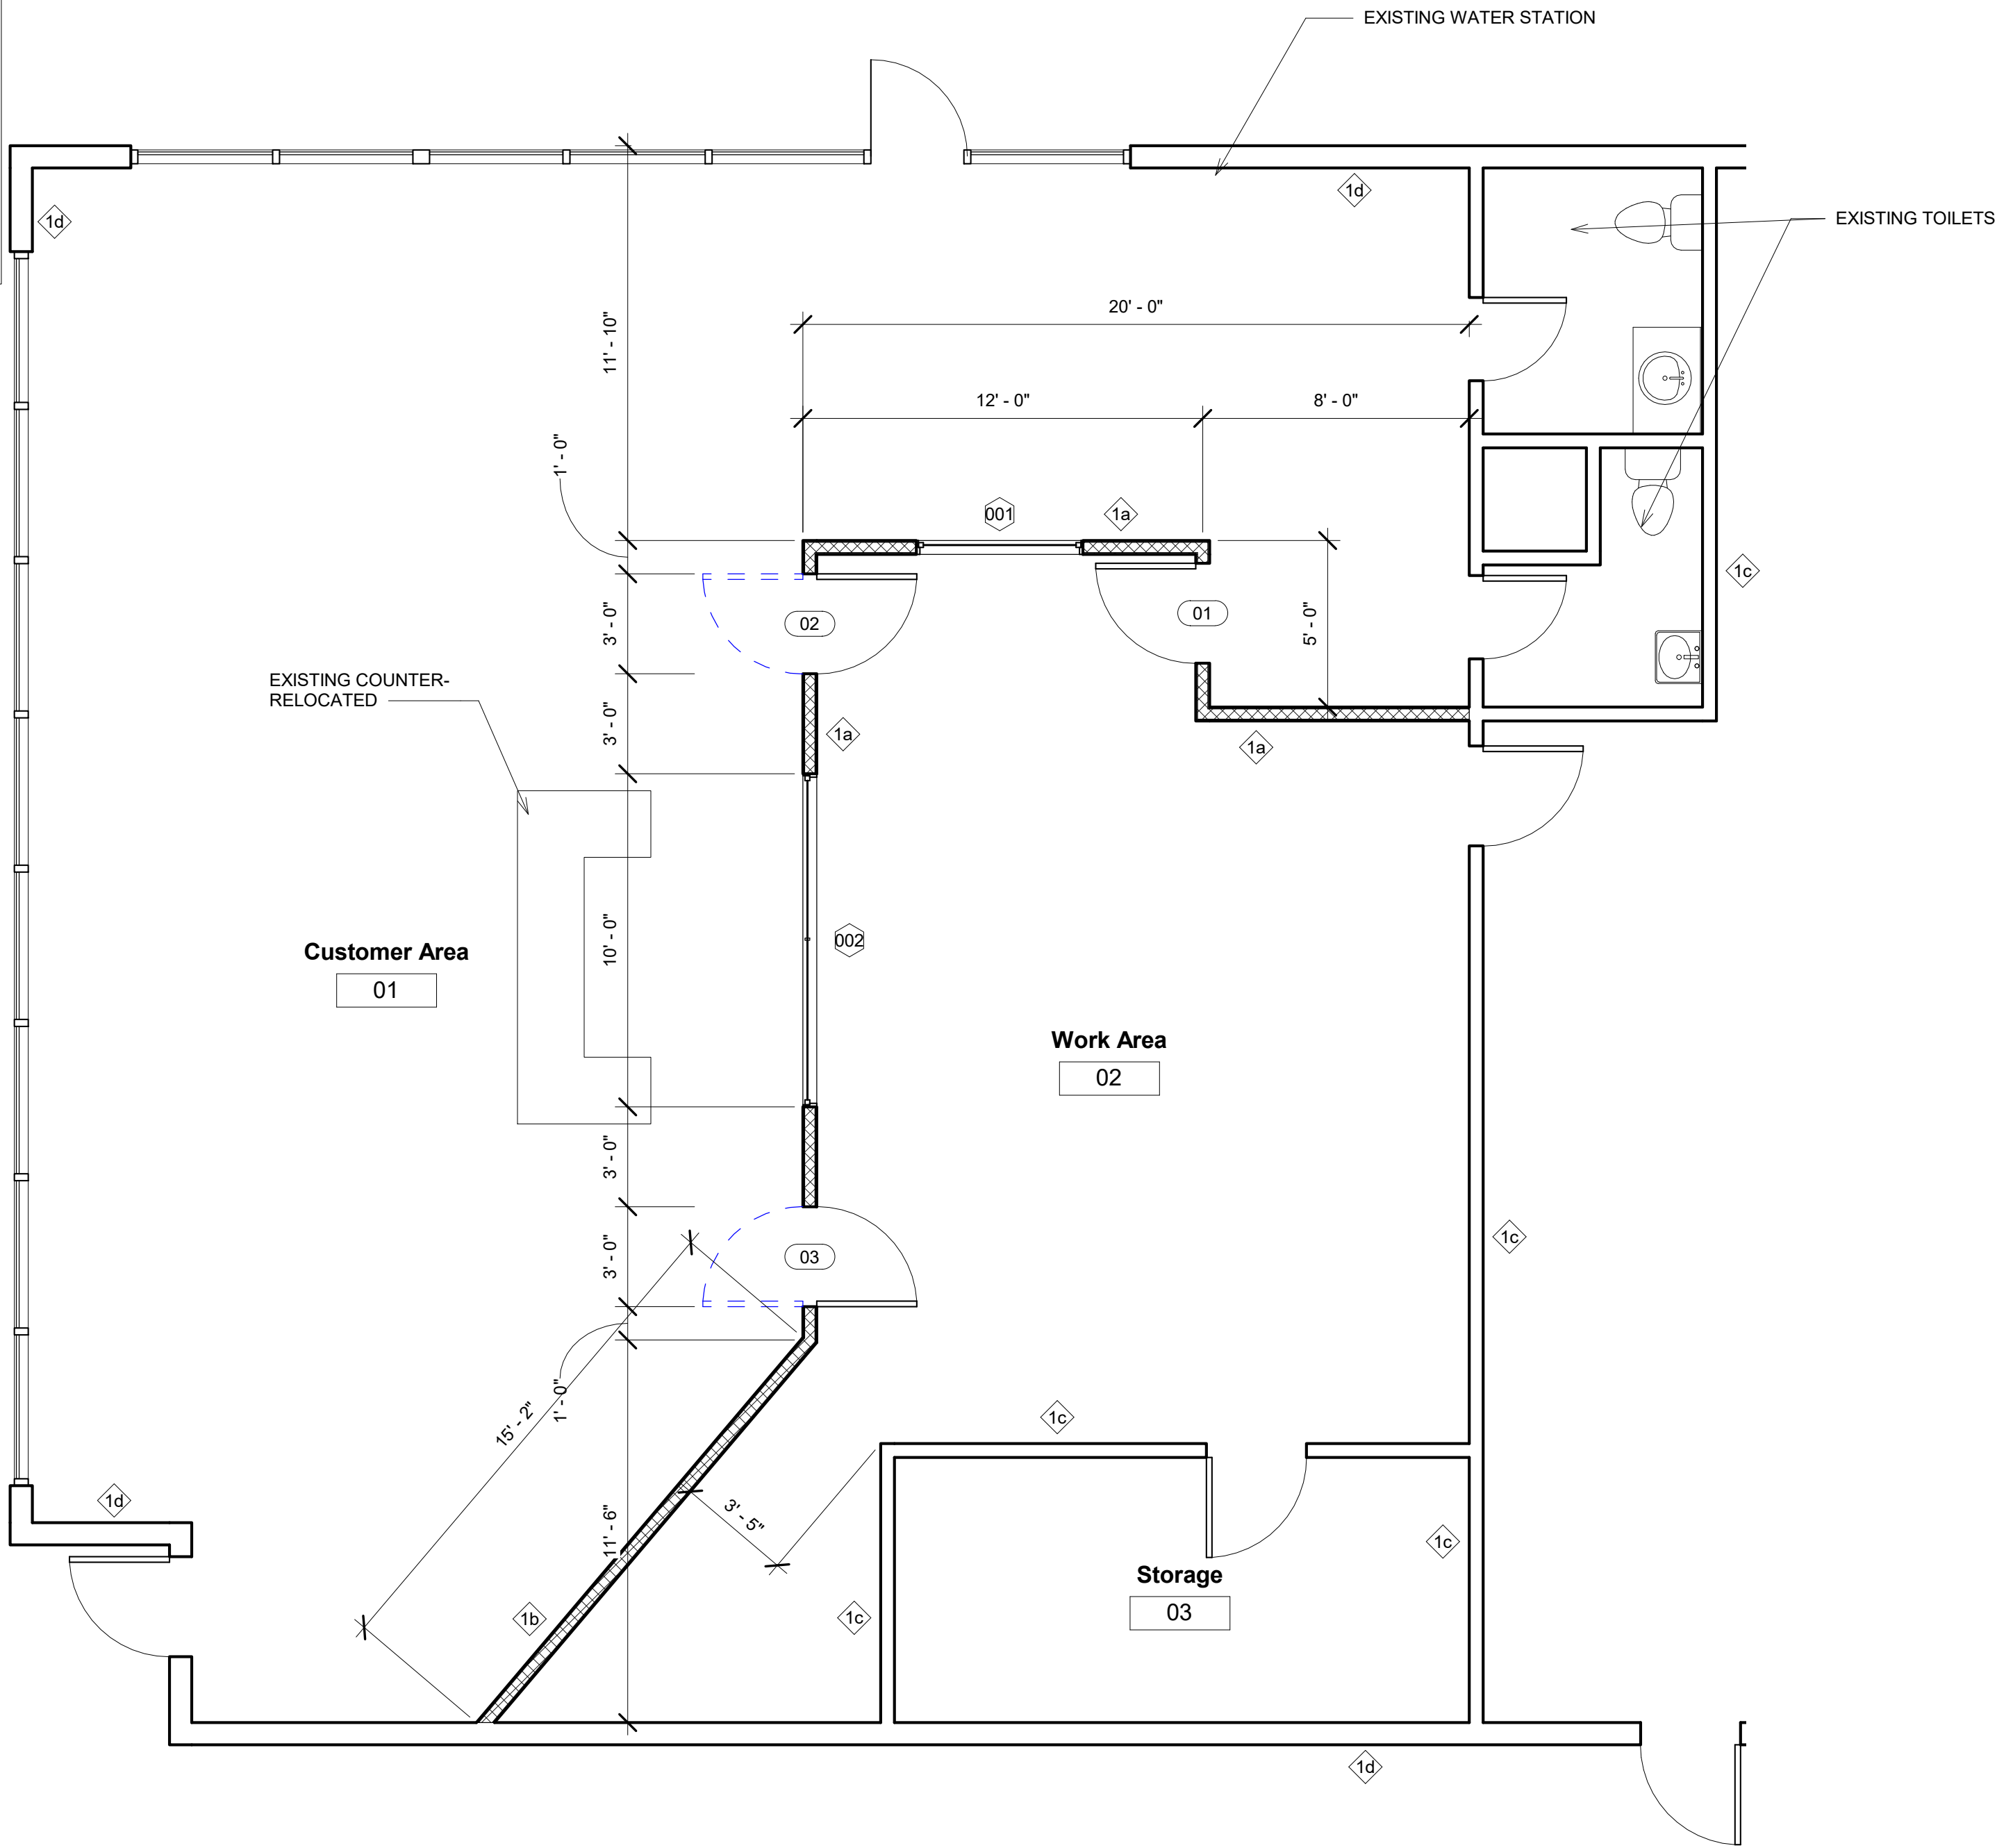 EXISTING WATER STATION
1d
1d
EXISTING TOILETS
20' - 0"
11' - 10"
12' - 0"
8' - 0"
1' - 0"
001
1a
1c
02
01
3' - 0"
5' - 0"
EXISTING COUNTER-
RELOCATED
3' - 0"
1a
1a
10' - 0"
002
Customer Area
01
Work Area
02
3' - 0"
3' - 0"
03
1c
1' - 0"
15' - 2"
1c
1d
3' - 5"
11' - 6"
1c
Storage
03
1b
1c
1d